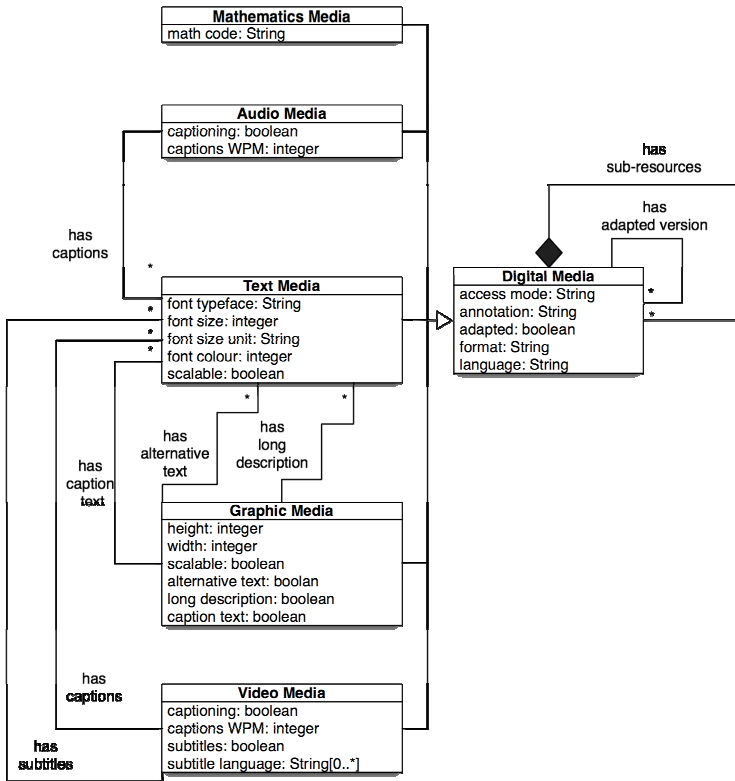 Mathematics Media
math code: String
Audio Media
captioning: boolean
captions WPM: integer
has
captions
*
has
sub-resources
has
adapted version
Text Media
font typeface: String
font size: integer
font size unit: String
font colour: integer
scalable: boolean
*
*
*
Digital Media
access mode: String
annotation: String
adapted: boolean
format: String
language: String
*
*
*
*
has
alternative
text
has
long
description
has
caption
text
Graphic Media
height: integer
width: integer
scalable: boolean
alternative text: boolan
long description: boolean
caption text: boolean
has
captions
has
subtitles
Video Media
captioning: boolean
captions WPM: integer
subtitles: boolean
subtitle language: String[0..*]